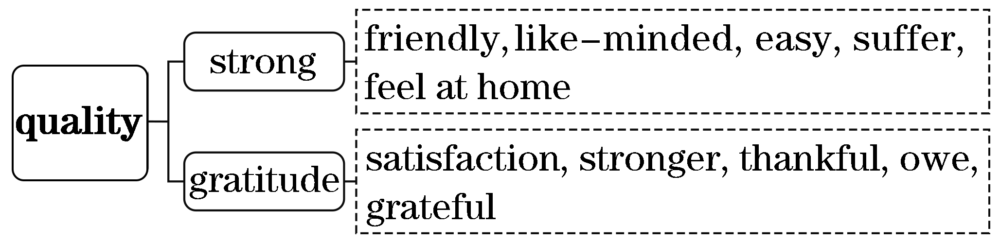 quality
strong
friendly, like-minded, easy, suffer,
feel at home
gratitude
satisfaction, stronger, thankful, owe,
grateful